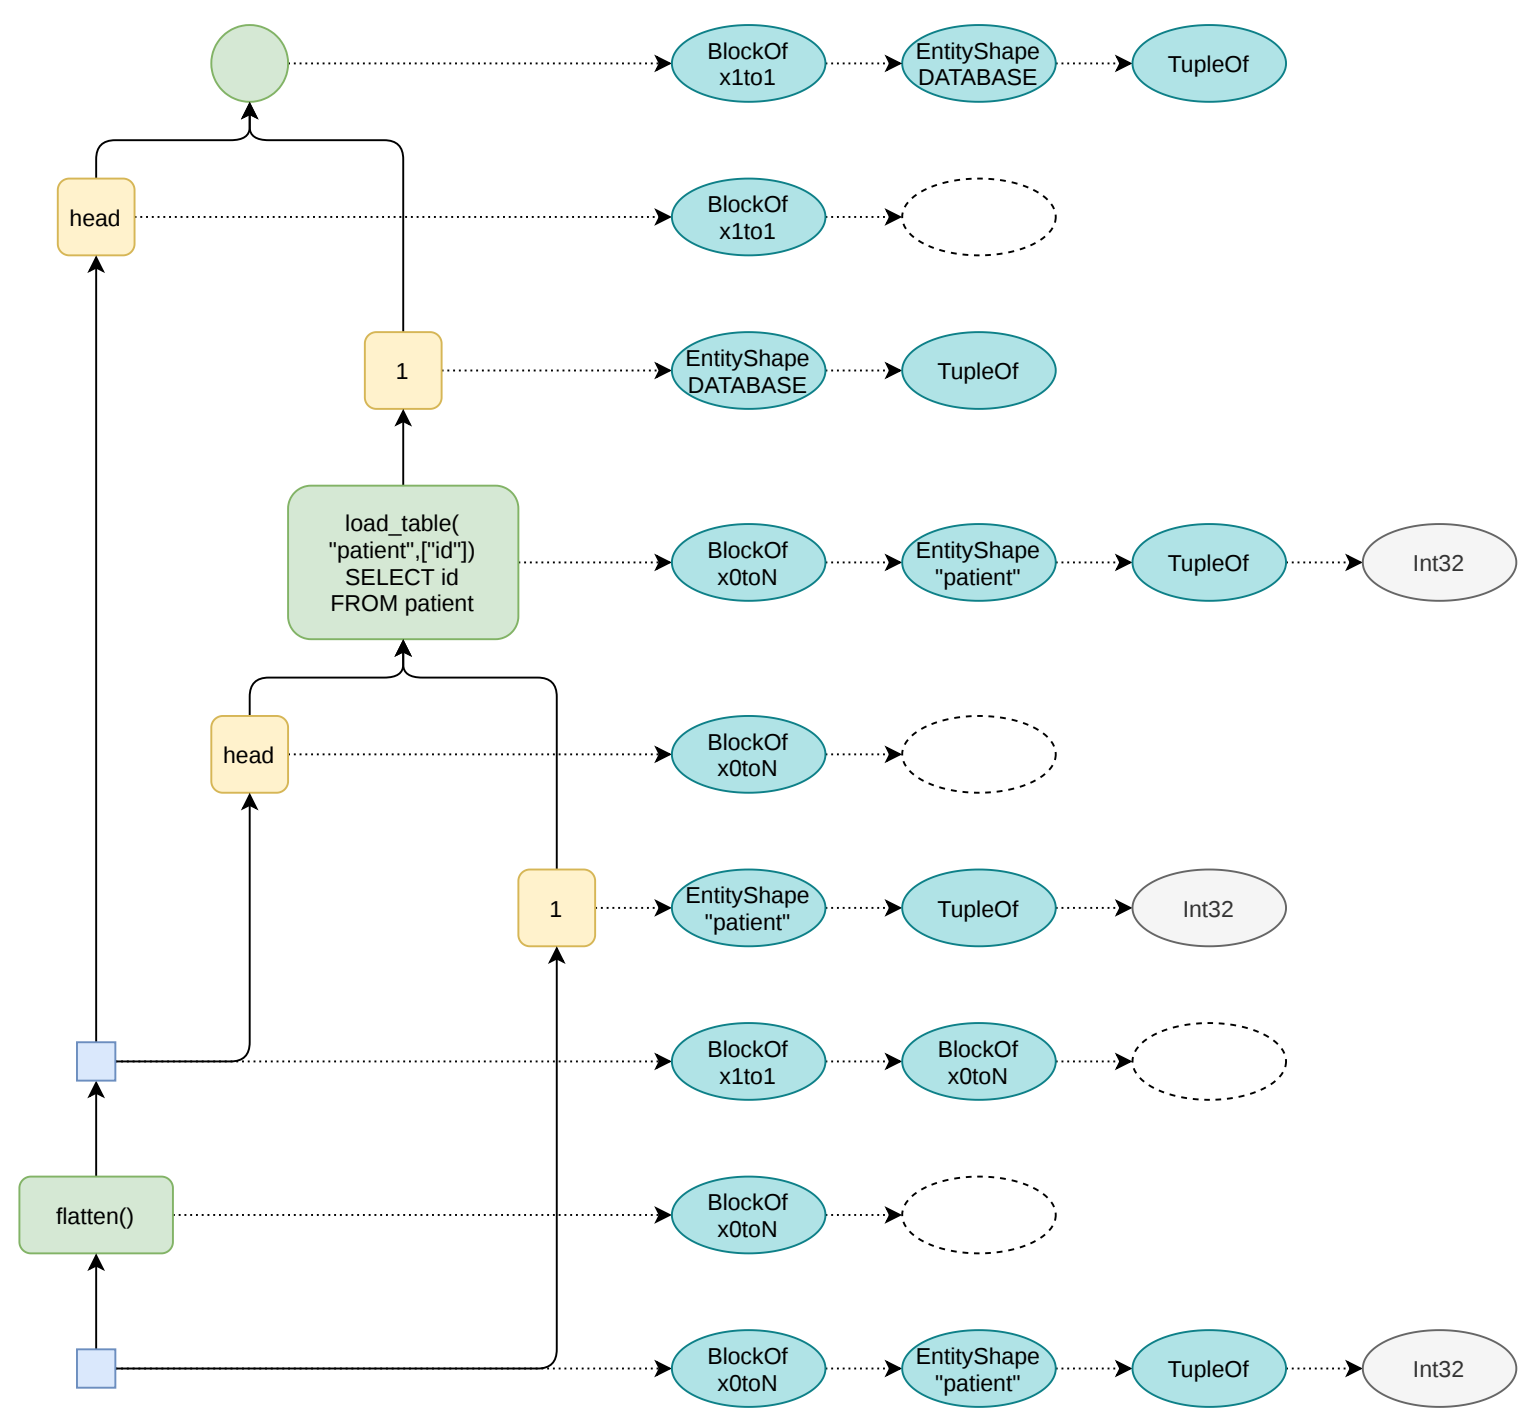 BlockOf
x1to1
EntityShape
DATABASE
TupleOf
head
BlockOf
x1to1
1
EntityShape
DATABASE
TupleOf
load_table(
"patient",["id"])
SELECT id
FROM patient
BlockOf
x0toN
EntityShape
"patient"
TupleOf
Int32
head
BlockOf
x0toN
1
EntityShape
"patient"
TupleOf
Int32
BlockOf
x1to1
BlockOf
x0toN
flatten()
BlockOf
x0toN
BlockOf
x0toN
EntityShape
"patient"
TupleOf
Int32